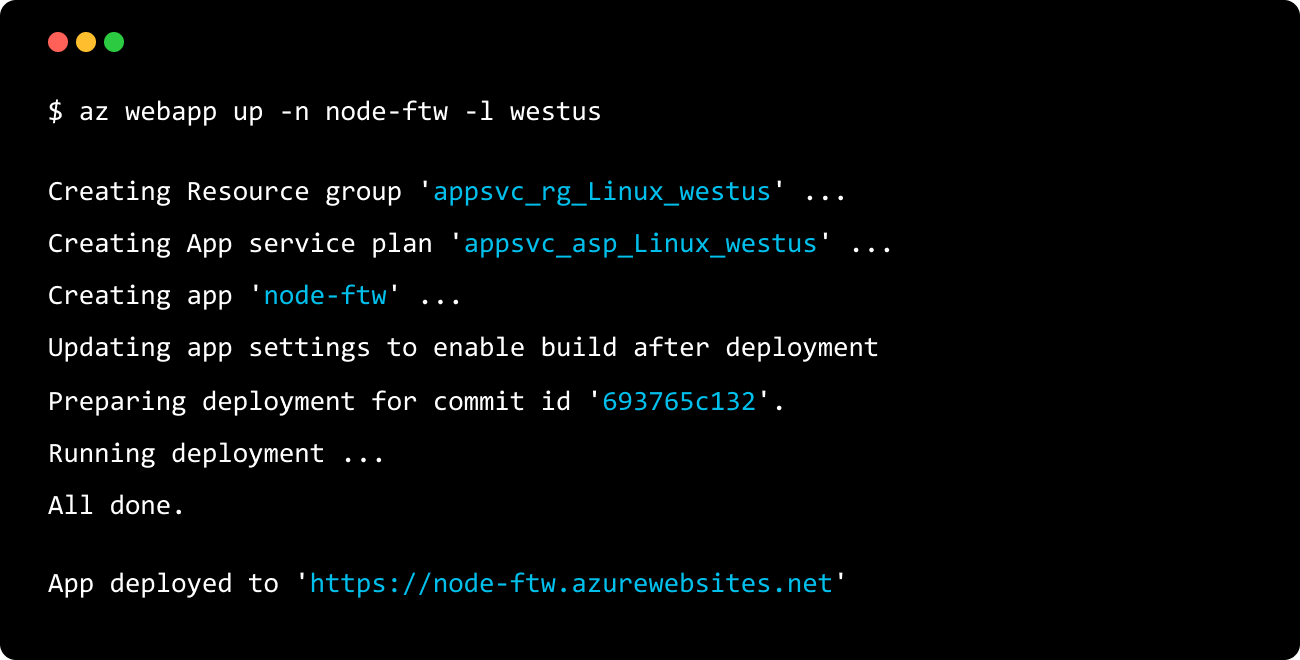 $ az webapp up -n node-ftw -l westus
Creating Resource group 'appsvc_rg_Linux_westus' ...
Creating App service plan 'appsvc_asp_Linux_westus' ...
Creating app 'node-ftw' ...
Updating app settings to enable build after deployment
Preparing deployment for commit id '693765c132'.
Running deployment ...
All done.
App deployed to 'https://node-ftw.azurewebsites.net'